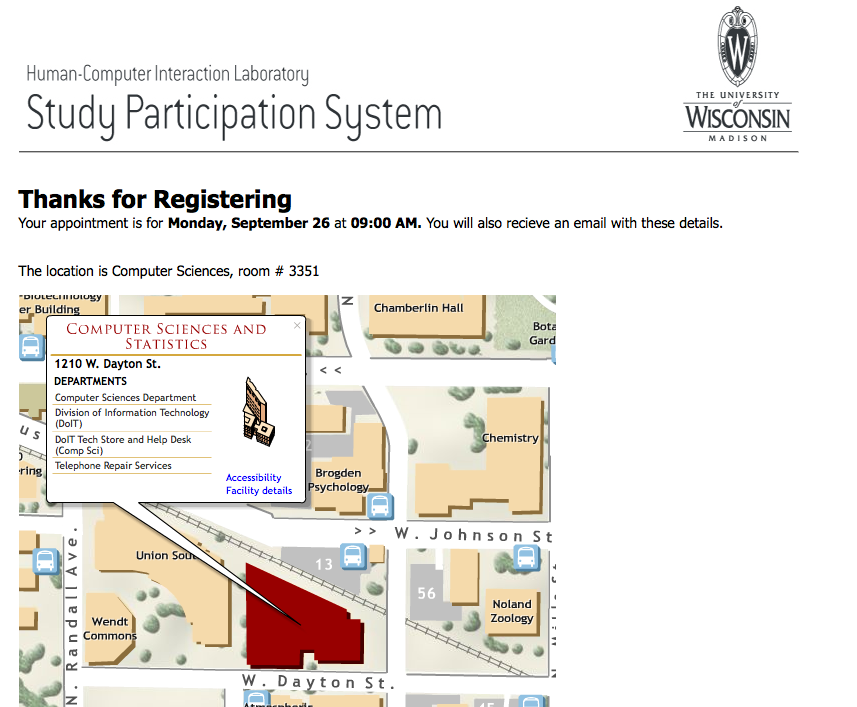 Human-Computer Interaction Laboratory
Study Participation System
W
THE UNIVERSITY
of
WISCONSIN
MADISON
Thanks for Registering
Your appointment is for Monday, September 26 at 09:00 AM. You will also recieve an email with these details.
The location is Computer Sciences, room # 3351
Biotechnology
er Building
N
Chamberlin Hall
Bota
Gard
COMPUTER SCIENCES AND
STATISTICS
×
1210 W. Dayton St.
DEPARTMENTS
Computer Sciences Department
Division of Information Technology
(DoIT)
DoIT Tech Store and Help Desk
(Comp Sci)
Telephone Repair Services
Accessibility
Facility details
<<
us
ring
2
Brogden
Psychology
Chemistry
>> W. Johnson St
Union Sou
13
56
Noland
Zoology
Wendt
Commons
N. Randall Ave.
W. Dayton St.
Atmospheric
45